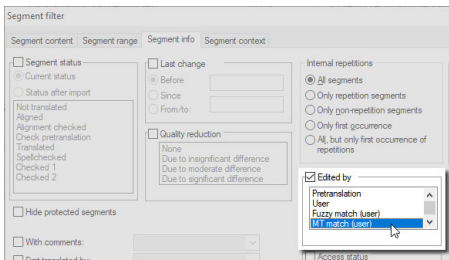 Segment filter
Segment content Segment range Segment info Segment context
Segment status
Current status
Status after import
Not translated
Aligned
Alignment checked
Check pretranslation
Translated
Spellchecked
Checked 1
Checked 2
Hide protected segments
With comments:
First translated by:
Last change
Before
Since
From/to:
Quality reduction
None
Due to insignificant difference
Due to moderate difference
Due to significant difference
Internal repetitions
All segments
Only repetition segments
Only non-repetition segments
Only first occurrence
All, but only first occurrence of
repetitions
Edited by
Pretranslation
User
Fuzzy match (user)
MT match (user)
Access status